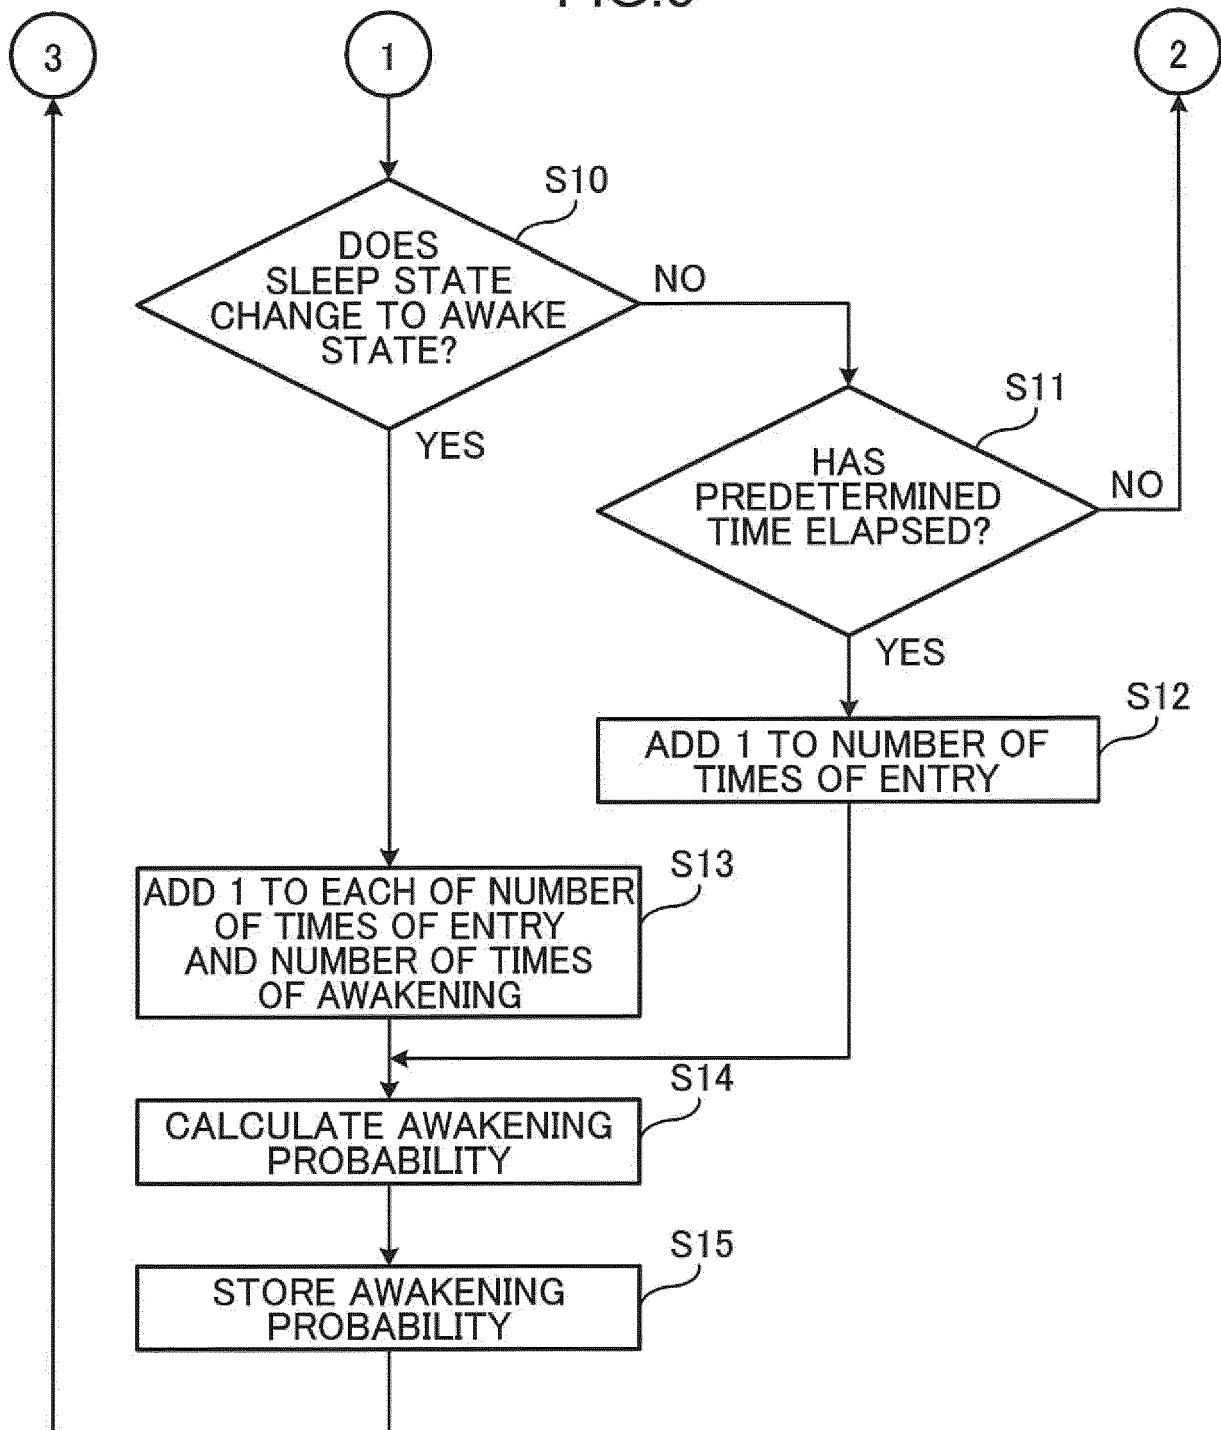 3
1
2
S10
DOES
SLEEP STATE
CHANGE TO AWAKE
STATE?
NO
YES
S11
HAS
PREDETERMINED
TIME ELAPSED?
NO
YES
S12
ADD 1 TO NUMBER OF
TIMES OF ENTRY
S13
ADD 1 TO EACH OF NUMBER
OF TIMES OF ENTRY
AND NUMBER OF TIMES
OF AWAKENING
S14
CALCULATE AWAKENING
PROBABILITY
S15
STORE AWAKENING
PROBABILITY